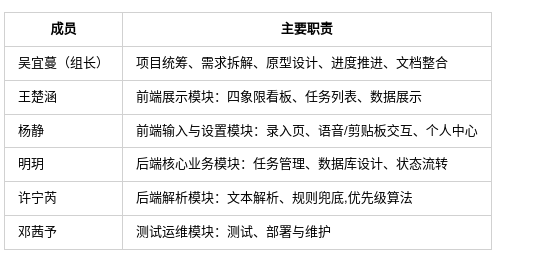 成员 主要职责
吴宜蔓（组长） 项目统筹、需求拆解、原型设计、进度推进、文档整合
王楚涵 前端展示模块：四象限看板、任务列表、数据展示
杨静 前端输入与设置模块：录入页、语音/剪贴板交互、个人中心
明玥 后端核心业务模块：任务管理、数据库设计、状态流转
许宁芮 后端解析模块：文本解析、规则兜底,优先级算法
邓茜予 测试运维模块：测试、部署与维护